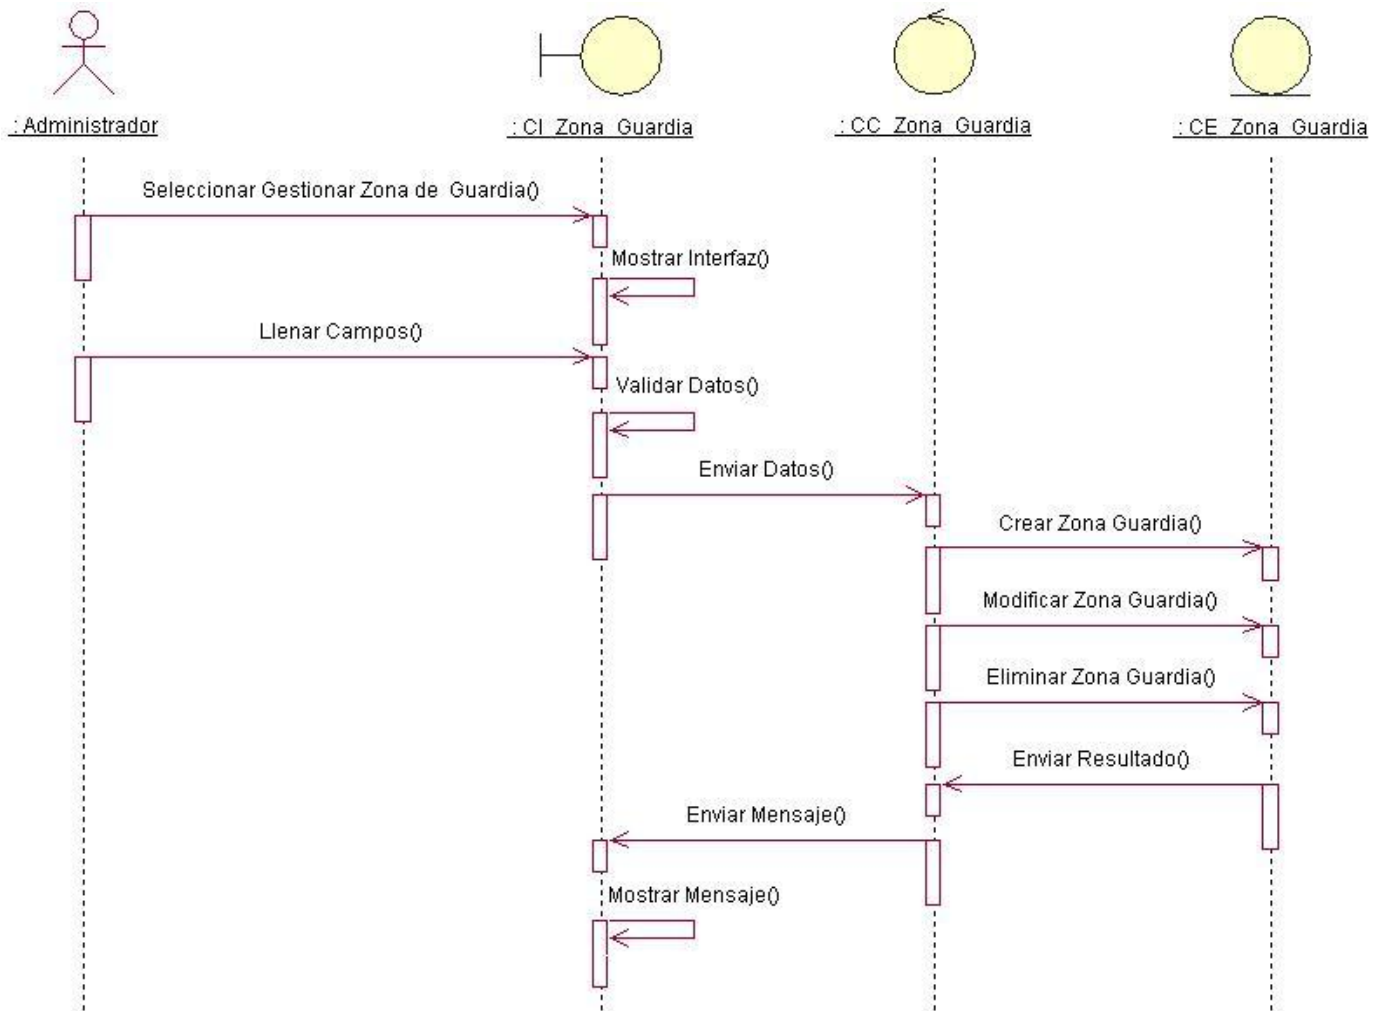 : Administrador
: CI_Zona_Guardia
: CC_Zona_Guardia
: CE_Zona_Guardia
Seleccionar Gestionar Zona de Guardia()
Mostrar Interfaz()
Llenar Campos()
Validar Datos()
Enviar Datos()
Crear Zona Guardia()
Modificar Zona Guardia()
Eliminar Zona Guardia()
Enviar Resultado()
Enviar Mensaje()
Mostrar Mensaje()